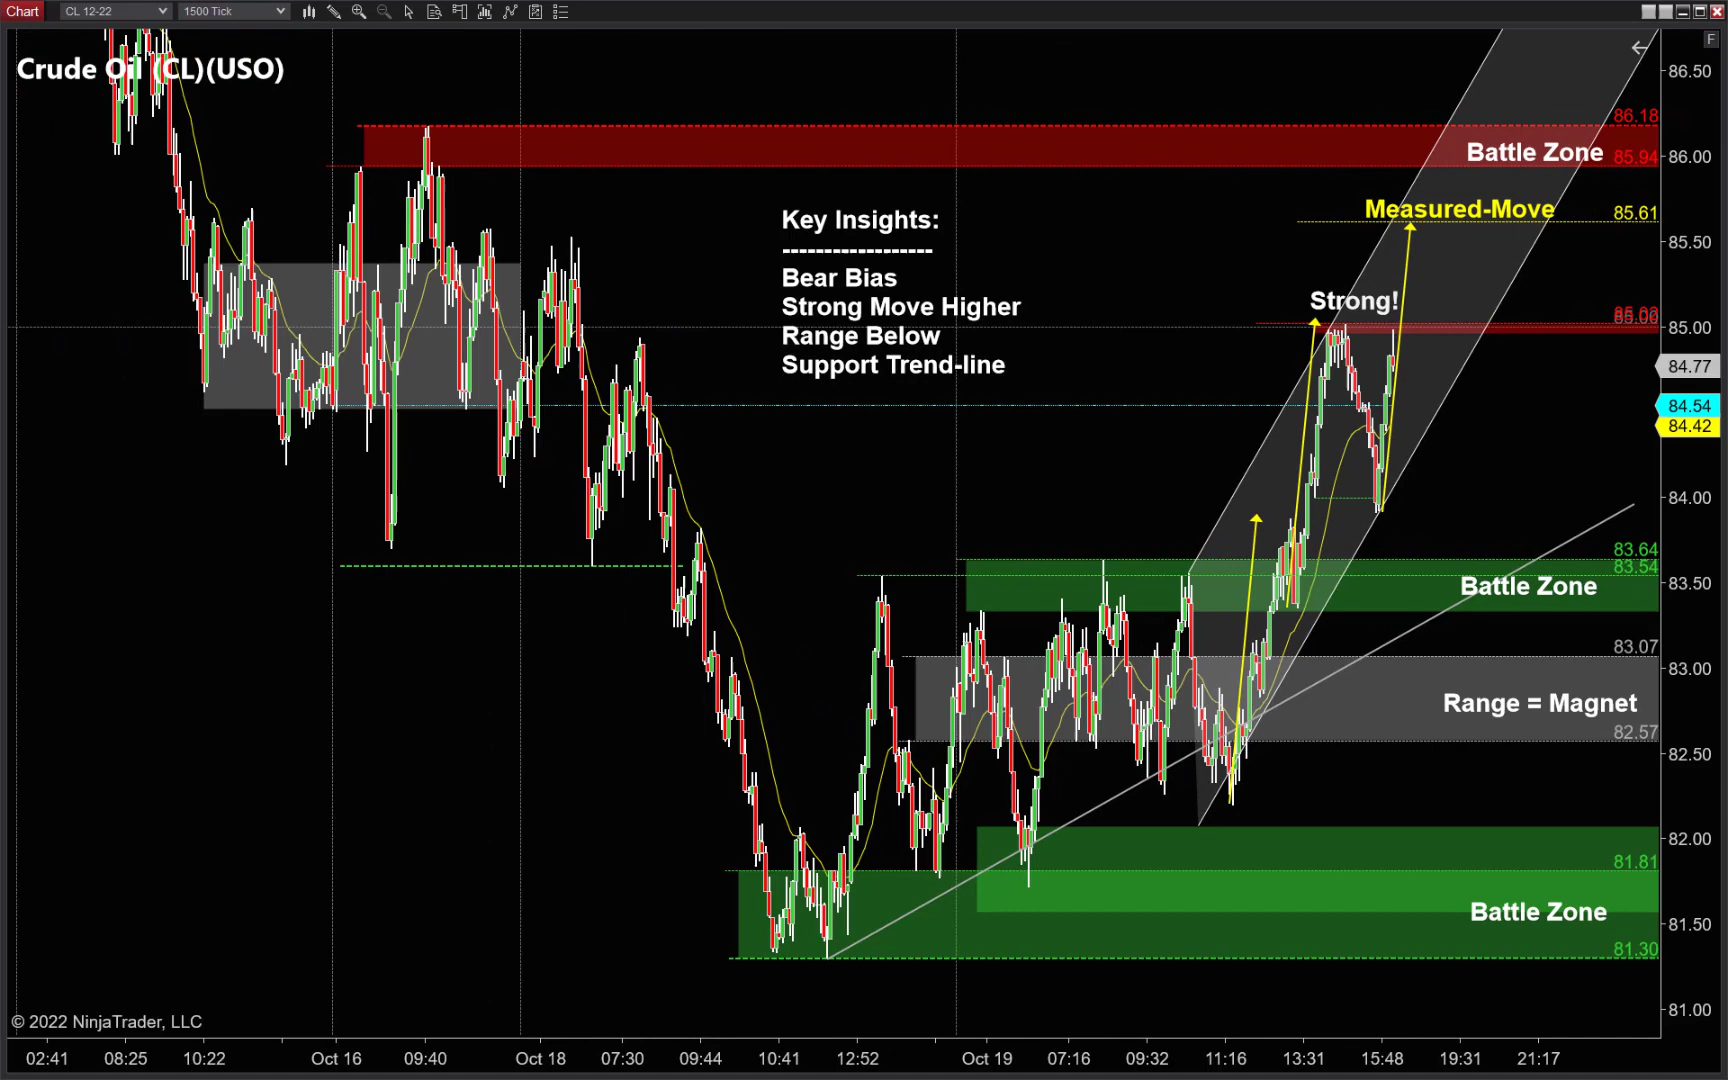 Chart
CL 12-22
1500 Tick
F
Crude Oil (CL)(USO)
86.50
86.18
Battle Zone
85.94
86.00
Measured-Move
85.61
Key Insights:
------------------
Bear Bias
Strong Move Higher
Range Below
Support Trend-line
85.50
Strong!
85.00
84.77
84.54
84.42
84.00
83.64
83.54
Battle Zone
83.50
83.07
83.00
Range = Magnet
82.57
82.50
82.00
81.81
81.50
Battle Zone
81.30
81.00
© 2022 NinjaTrader, LLC
02:41 08:25 10:22 Oct 16 09:40 Oct 18 07:30 09:44 10:41 12:52 Oct 19 07:16 09:32 11:16 13:31 15:48 19:31 21:17